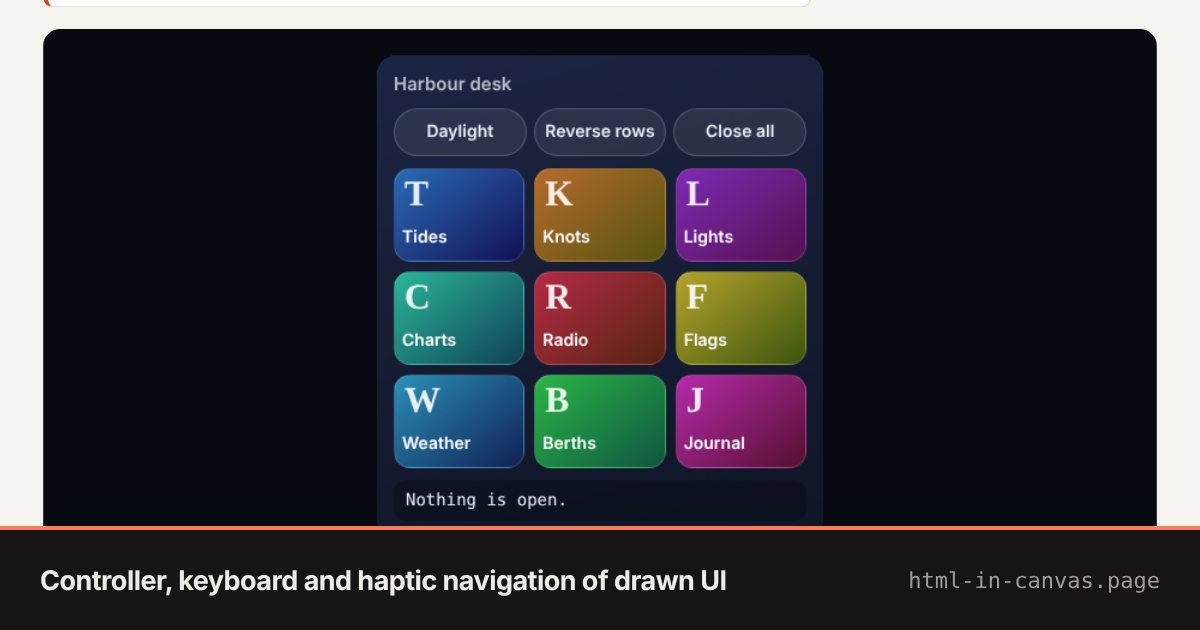 Harbour desk
Daylight Reverse rows Close all
T K L
Tides Knots Lights
C R F
Charts Radio Flags
W B J
Weather Berths Journal
Nothing is open.
Controller, keyboard and haptic navigation of drawn UI
html-in-canvas.page